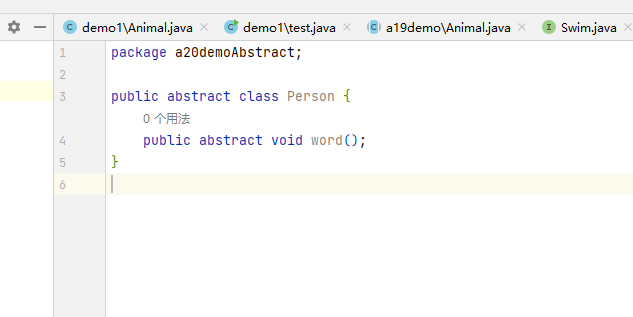 demo1\Animal.java demo1\test.java a19demo\Animal.java Swim.java
1 package a20demoAbstract;
2
3 public abstract class Person {
0 个用法
4 public abstract void word();
5 }
6